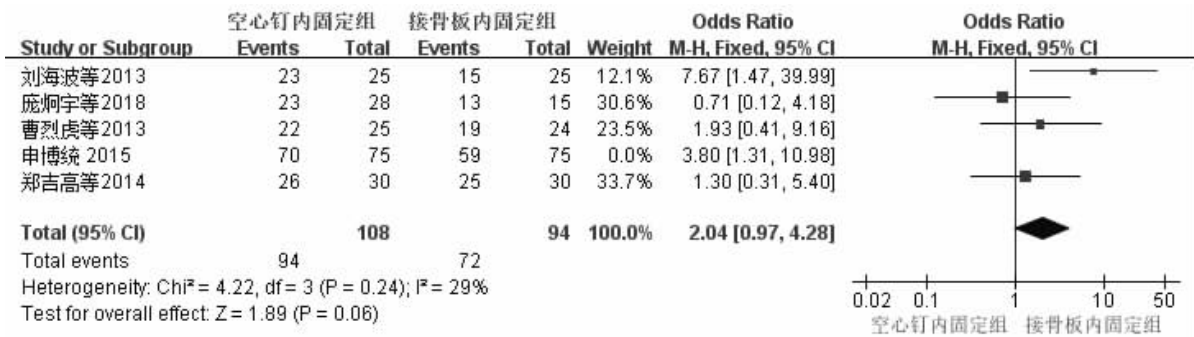 空心钉内固定组 接骨板内固定组 Odds Ratio Odds Ratio
Study or Subgroup Events Total Events Total Weight M-H, Fixed, 95% CI M-H, Fixed, 95% CI
刘海波等2013 23 25 15 25 12.1% 7.67 [1.47, 39.99]
庞炯宇等2018 23 28 13 15 30.6% 0.71 [0.12, 4.18]
曹烈虎等2013 22 25 19 24 23.5% 1.93 [0.41, 9.16]
申博统 2015 70 75 59 75 0.0% 3.80 [1.31, 10.98]
郑吉高等2014 26 30 25 30 33.7% 1.30 [0.31, 5.40]
Total (95% CI) 108 94 100.0% 2.04 [0.97, 4.28]
Total events 94 72
Heterogeneity: Chi² = 4.22, df = 3 (P = 0.24); I² = 29%
Test for overall effect: Z = 1.89 (P = 0.06)
0.02 0.1 1 10 50
空心钉内固定组 接骨板内固定组